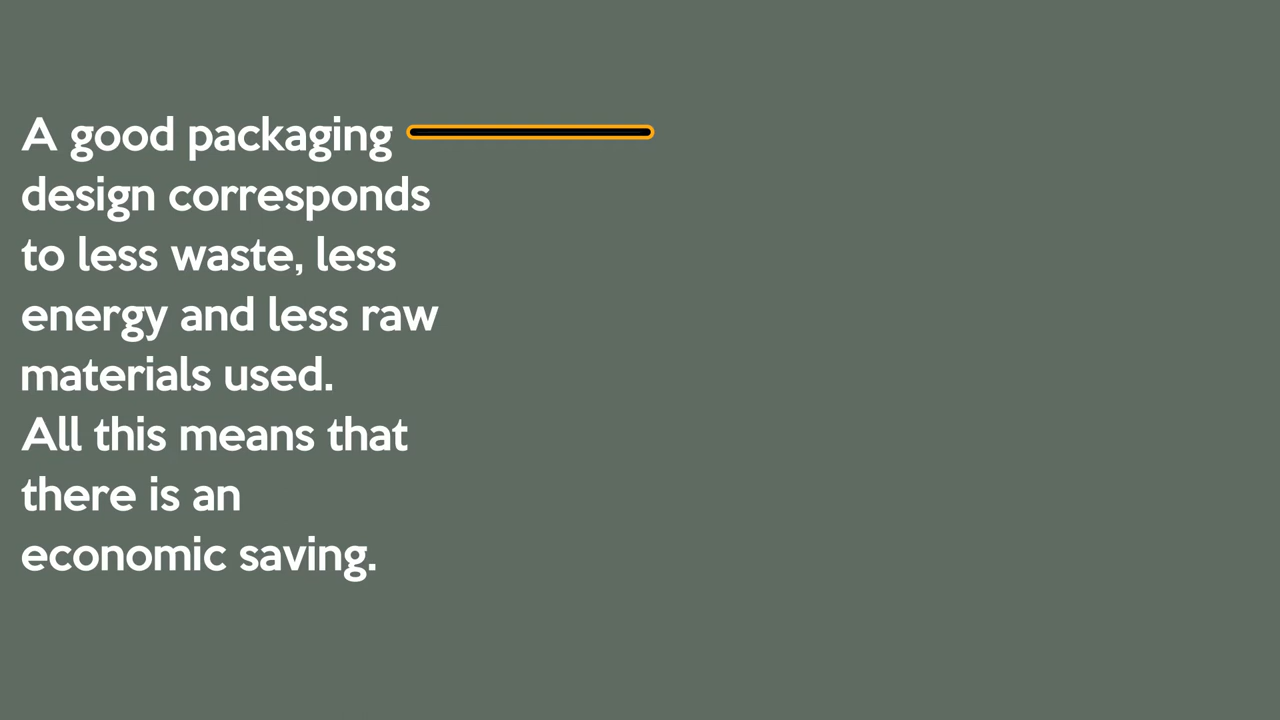 A good packaging
design corresponds
to less waste, less
energy and less raw
materials used.
All this means that
there is an
economic saving.